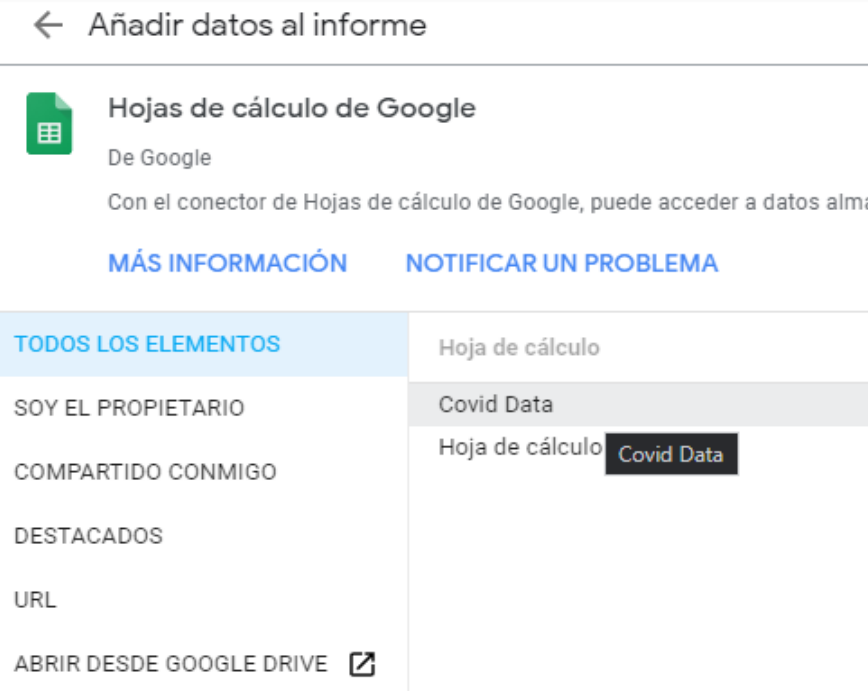 Añadir datos al informe
Hojas de cálculo de Google
De Google
Con el conector de Hojas de cálculo de Google, puede acceder a datos
MÁS INFORMACIÓN NOTIFICAR UN PROBLEMA
TODOS LOS ELEMENTOS
SOY EL PROPIETARIO
COMPARTIDO CONMIGO
DESTACADOS
URL
ABRIR DESDE GOOGLE DRIVE
Hoja de cálculo
Covid Data
Hoja de cálculo
Covid Data